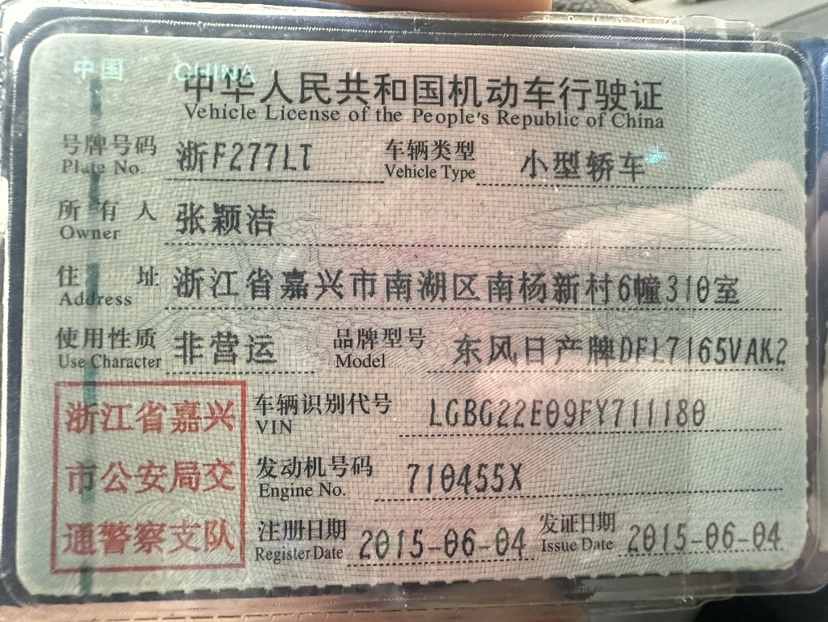 中国 CHINA
中华人民共和国机动车行驶证
Vehicle License of the People's Republic of China
号牌号码 Plate No. 浙F277LT 车辆类型 Vehicle Type 小型轿车
所有人 Owner 张颖洁
住址 Address 浙江省嘉兴市南湖区南杨新村6幢310室
使用性质 Use Character 非营运 品牌型号 Model 东风日产牌DFL7165VAK2
车辆识别代号 VIN LGBG22E09FY711180
发动机号码 Engine No. 710455X
注册日期 Register Date 2015-06-04 发证日期 Issue Date 2015-06-04
浙江省嘉兴
市公安局交
通警察支队